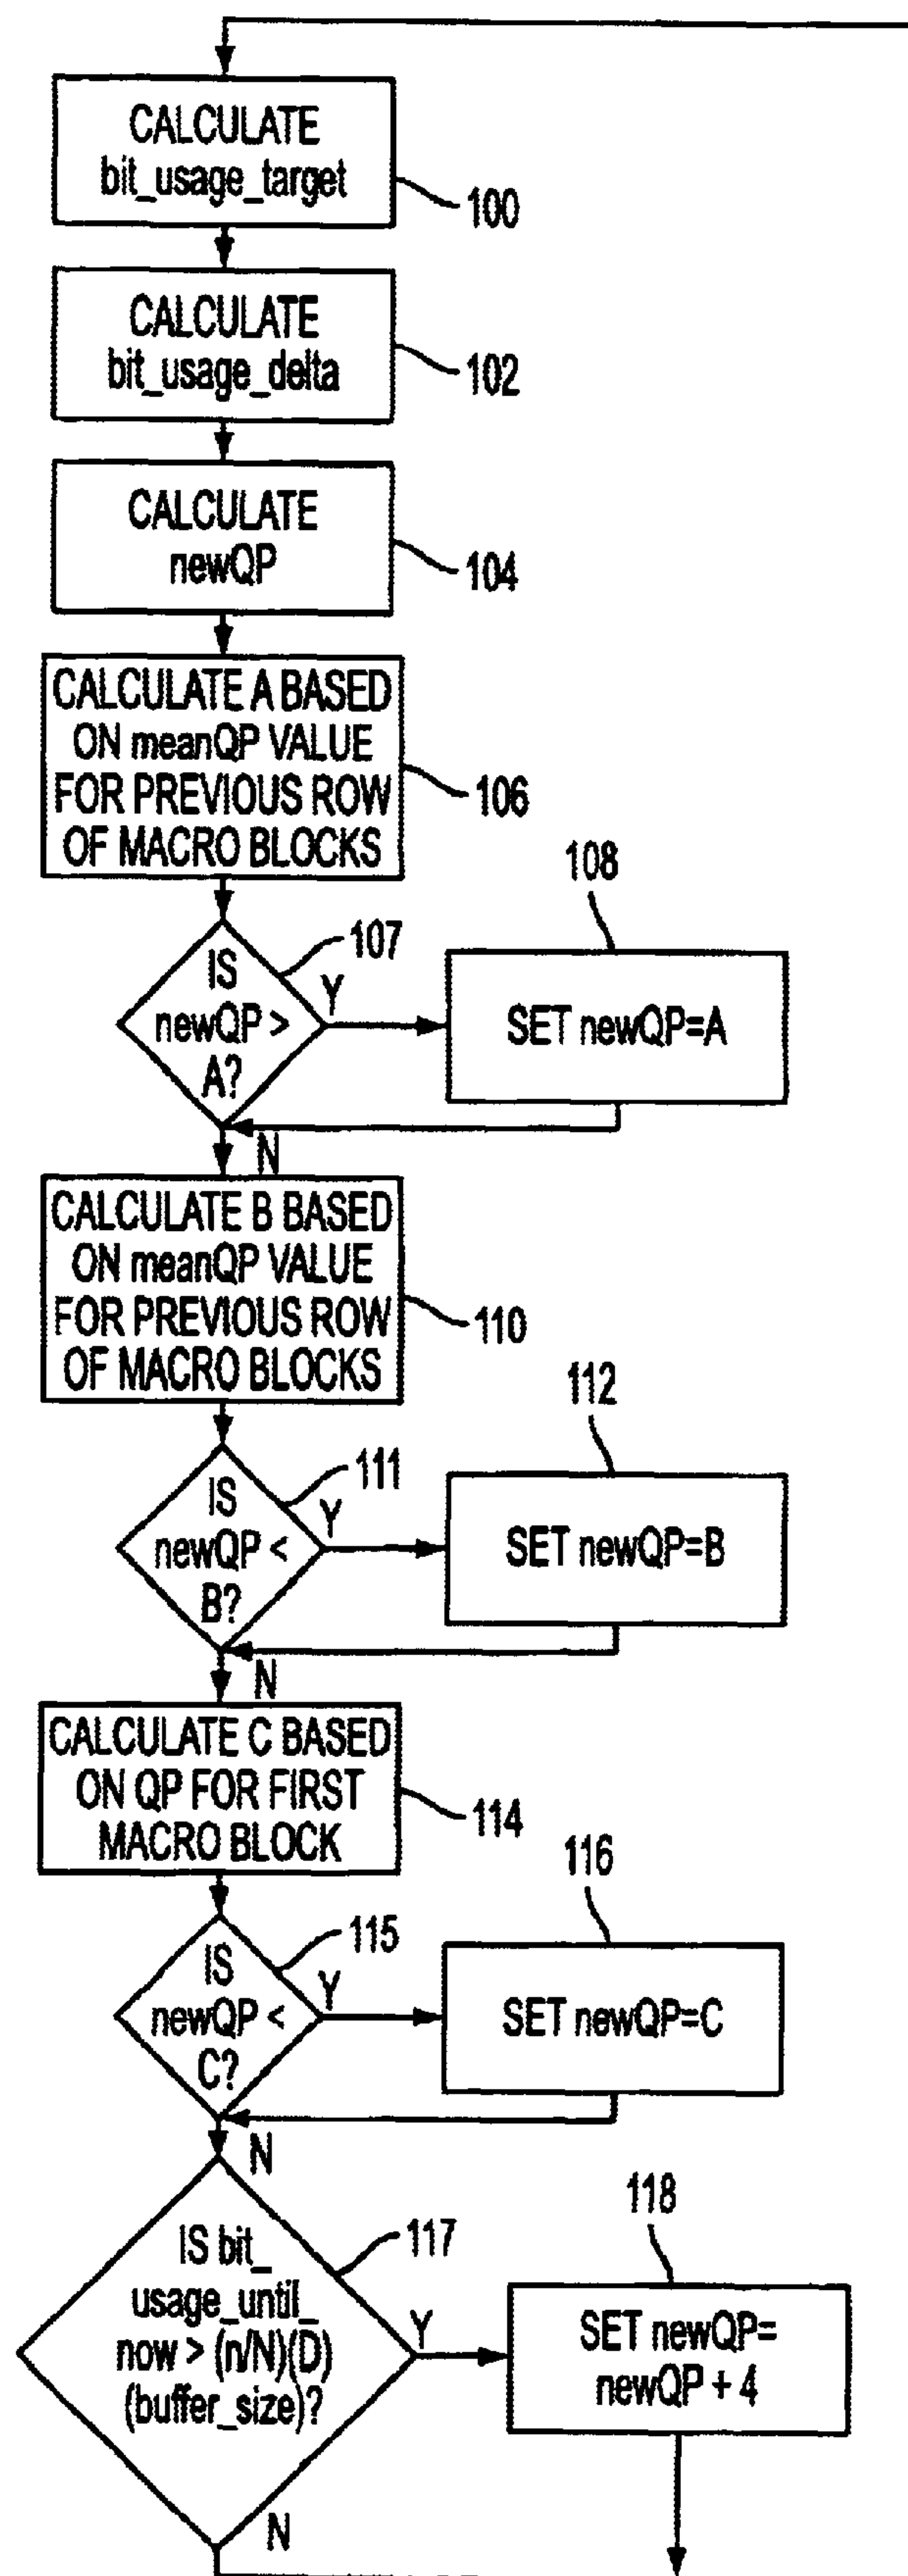 CALCULATE
bit_usage_target
100
CALCULATE
bit_usage_delta
102
CALCULATE
newQP
104
CALCULATE A BASED
ON meanQP VALUE
FOR PREVIOUS ROW
OF MACRO BLOCKS
106
107
IS
newQP >
A?
Y
108
SET newQP=A
N
CALCULATE B BASED
ON meanQP VALUE
FOR PREVIOUS ROW
OF MACRO BLOCKS
110
111
IS
newQP <
B?
Y
112
SET newQP=B
N
CALCULATE C BASED
ON QP FOR FIRST
MACRO BLOCK
114
115
IS
newQP <
C?
Y
116
SET newQP=C
N
117
IS bit_
usage_until_
now > (n/N)(D)
(buffer_size)?
Y
118
SET newQP=
newQP + 4
N